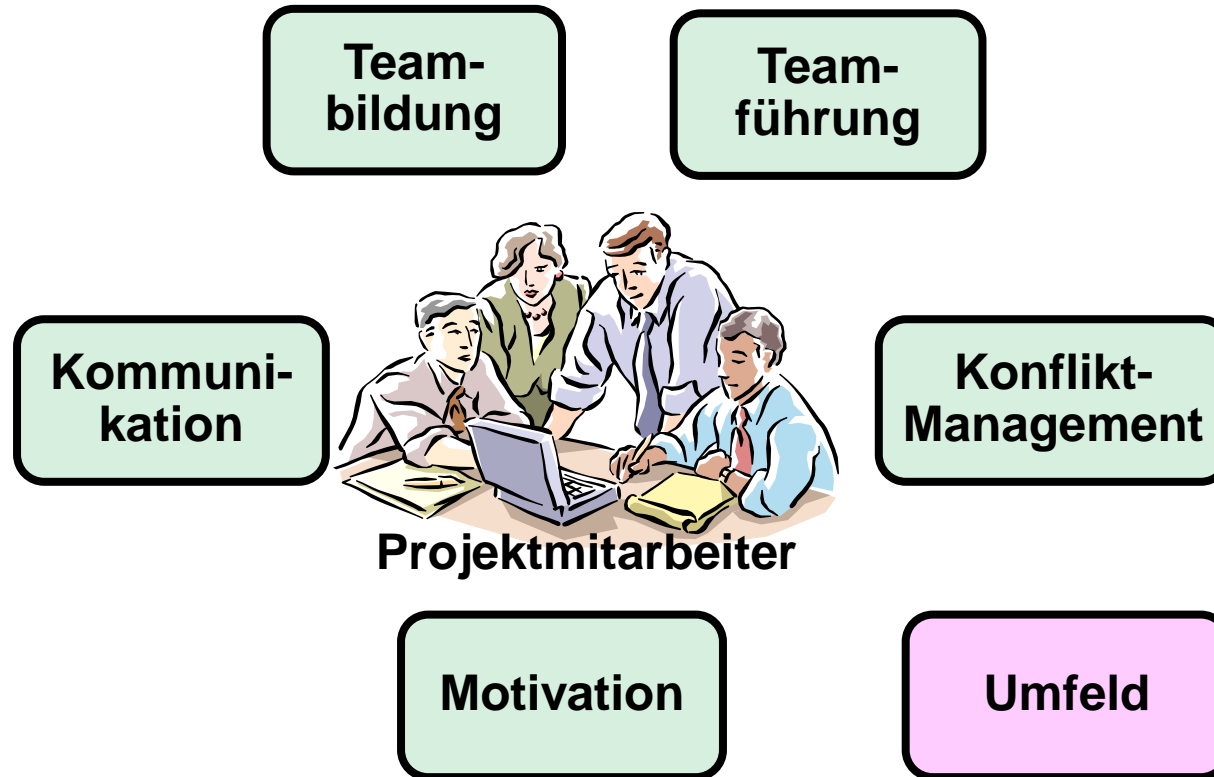 Team-
bildung
Team-
führung
Kommuni-
kation
Konflikt-
Management
Projektmitarbeiter
Motivation
Umfeld